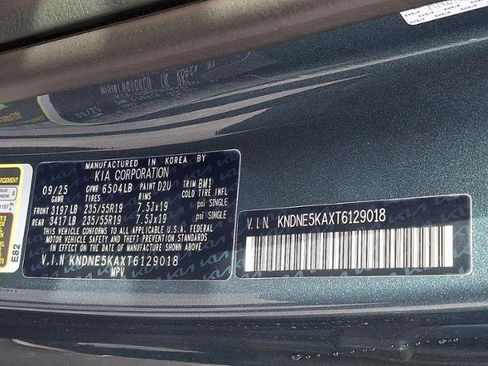 MANUFACTURED IN KOREA BY
KIA CORPORATION
09/25 GVWR 6504LB PAINT D2U TRIM BM1
TIRES RIMS COLD TIRE INFL
FRONT 3197 LB 235/55R19 7.5Jx19 psi SINGLE
REAR 3417 LB 235/55R19 7.5Jx19 psi SINGLE
THIS VEHICLE CONFORMS TO ALL APPLICABLE U.S. FEDERAL
MOTOR VEHICLE SAFETY, BUMPER, AND THEFT PREVENTION
STANDARDS IN EFFECT ON THE DATE OF MANUFACTURE SHOWN ABOVE.
V.I.N KNDNE5KAXT6129018
MPV
E82
V.I.N KNDNE5KAXT6129018